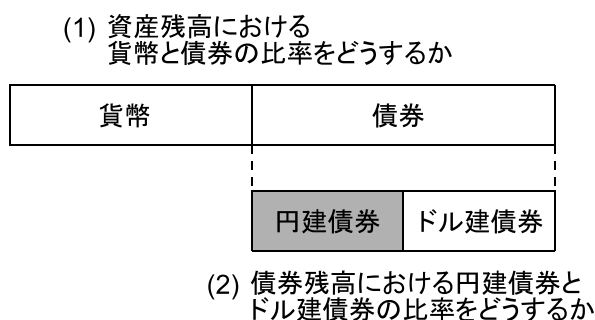 (1) 資産残高における
貨幣と債券の比率をどうするか
貨幣 債券
円建債券 ドル建債券
(2) 債券残高における円建債券と
ドル建債券の比率をどうするか